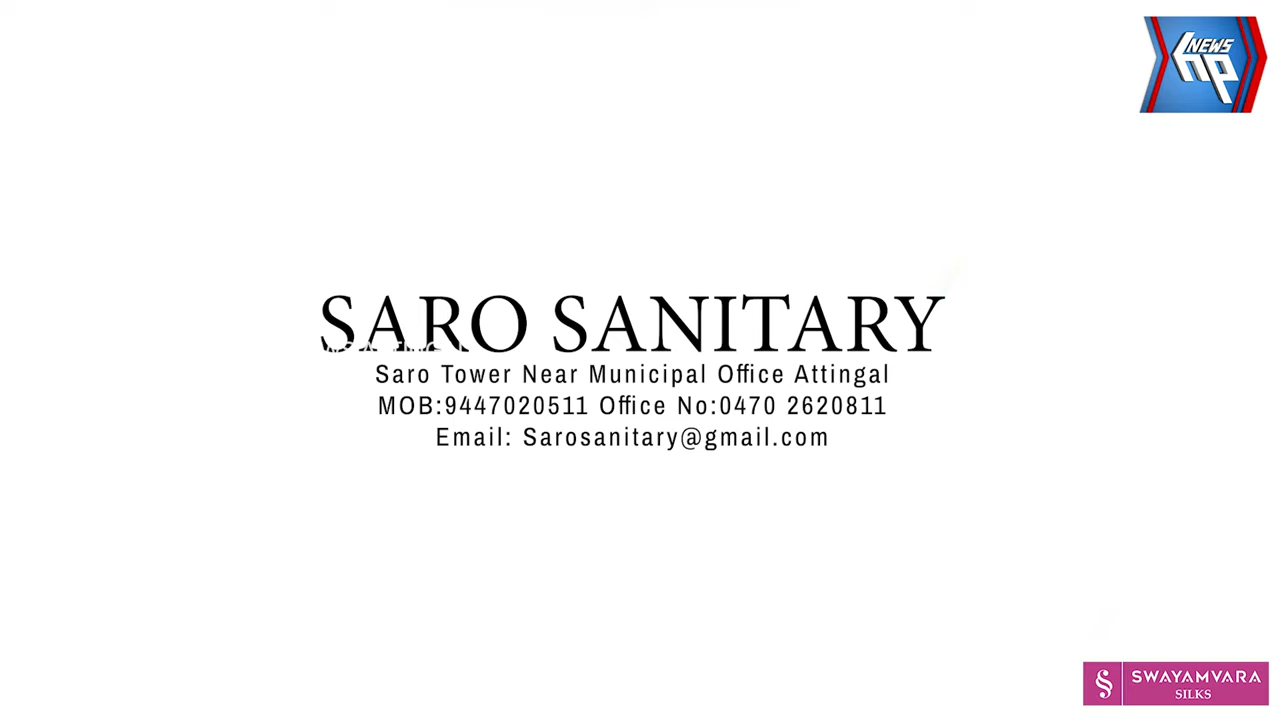 NEWS
SARO SANITARY
Saro Tower Near Municipal Office Attingal
MOB:9447020511 Office No:0470 2620811
Email: Sarosanitary@gmail.com
SWAYAMVARA
SILKS